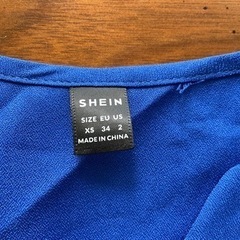 SHEIN
SIZE EU US
XS 34 2
MADE IN CHINA